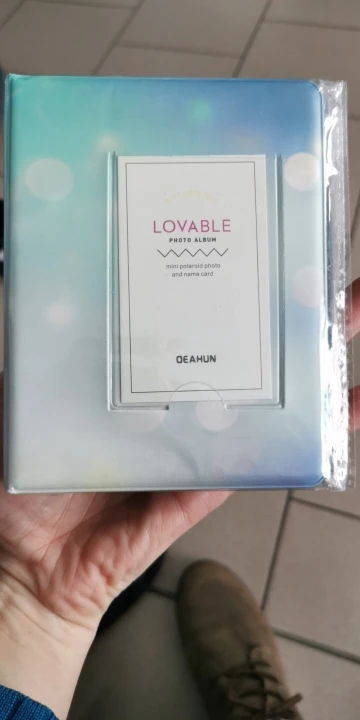 LOVABLE
PHOTO ALBUM
mini polaroid photo
and name card
OEAHUN